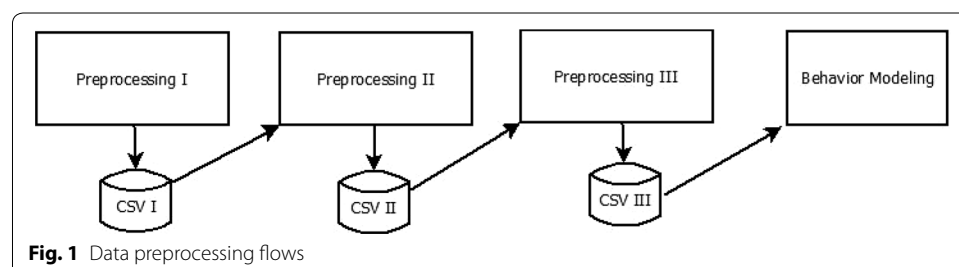 Preprocessing I
Preprocessing II
Preprocessing III
Behavior Modeling
CSV I
CSV II
CSV III
Fig. 1 Data preprocessing flows